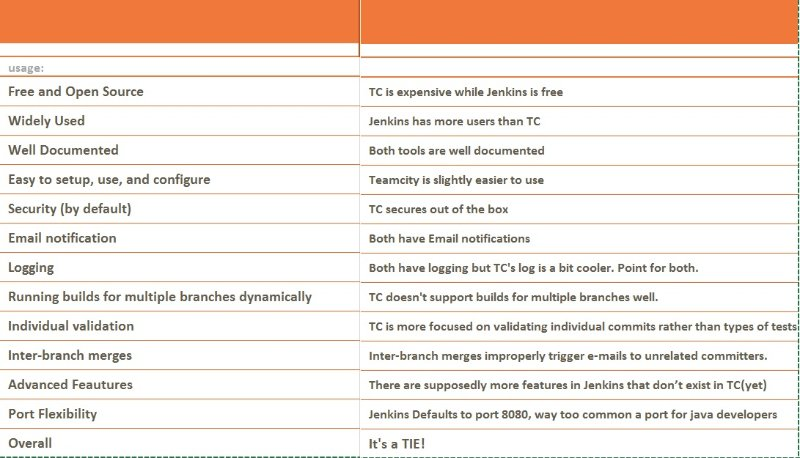 usage:
Free and Open Source TC is expensive while Jenkins is free
Widely Used Jenkins has more users than TC
Well Documented Both tools are well documented
Easy to setup, use, and configure Teamcity is slightly easier to use
Security (by default) TC secures out of the box
Email notification Both have Email notifications
Logging Both have logging but TC's log is a bit cooler. Point for both.
Running builds for multiple branches dynamically TC doesn't support builds for multiple branches well.
Individual validation TC is more focused on validating individual commits rather than types of tests
Inter-branch merges Inter-branch merges improperly trigger e-mails to unrelated committers.
Advanced Feautures There are supposedly more features in Jenkins that don’t exist in TC(yet)
Port Flexibility Jenkins Defaults to port 8080, way too common a port for java developers
Overall It's a TIE!